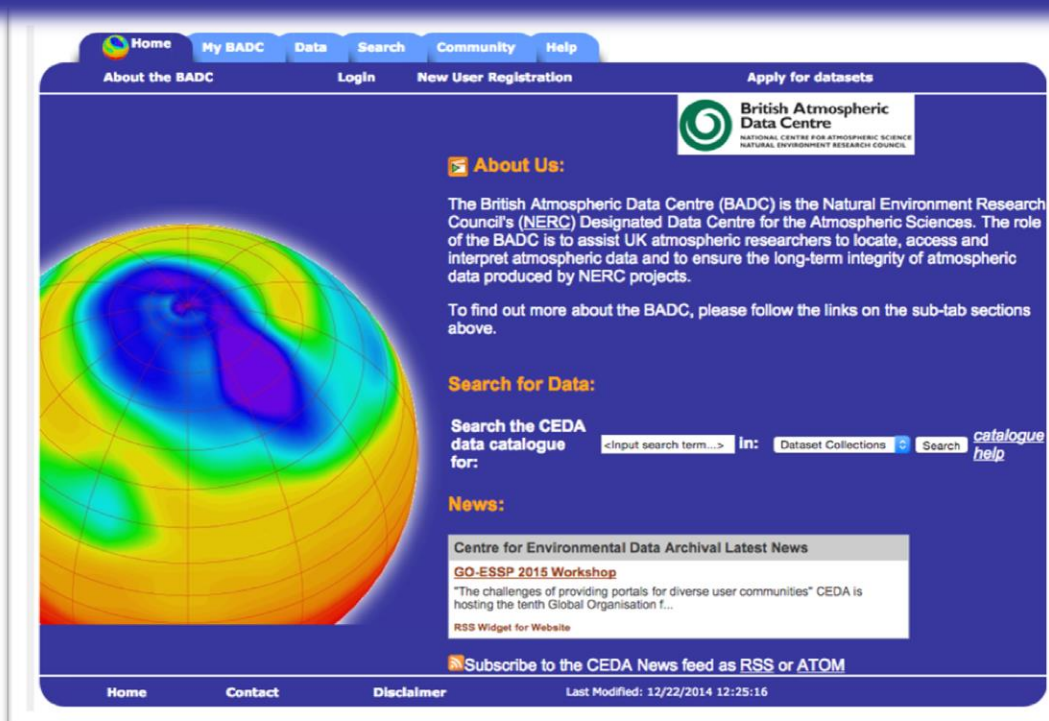 Home My BADC Data Search Community Help
About the BADC Login New User Registration Apply for datasets
British Atmospheric
Data Centre
NATIONAL CENTRE FOR ATMOSPHERIC SCIENCE
NATURAL ENVIRONMENT RESEARCH COUNCIL
About Us:
The British Atmospheric Data Centre (BADC) is the Natural Environment Research
Council's (NERC) Designated Data Centre for the Atmospheric Sciences. The role
of the BADC is to assist UK atmospheric researchers to locate, access and
interpret atmospheric data and to ensure the long-term integrity of atmospheric
data produced by NERC projects.
To find out more about the BADC, please follow the links on the sub-tab sections
above.
Search for Data:
Search the CEDA
data catalogue
for:
<Input search term...> in: Dataset Collections Search catalogue
help
News:
Centre for Environmental Data Archival Latest News
GO-ESSP 2015 Workshop
"The challenges of providing portals for diverse user communities" CEDA is
hosting the tenth Global Organisation f...
RSS Widget for Website
Subscribe to the CEDA News feed as RSS or ATOM
Home Contact Disclaimer Last Modified: 12/22/2014 12:25:16